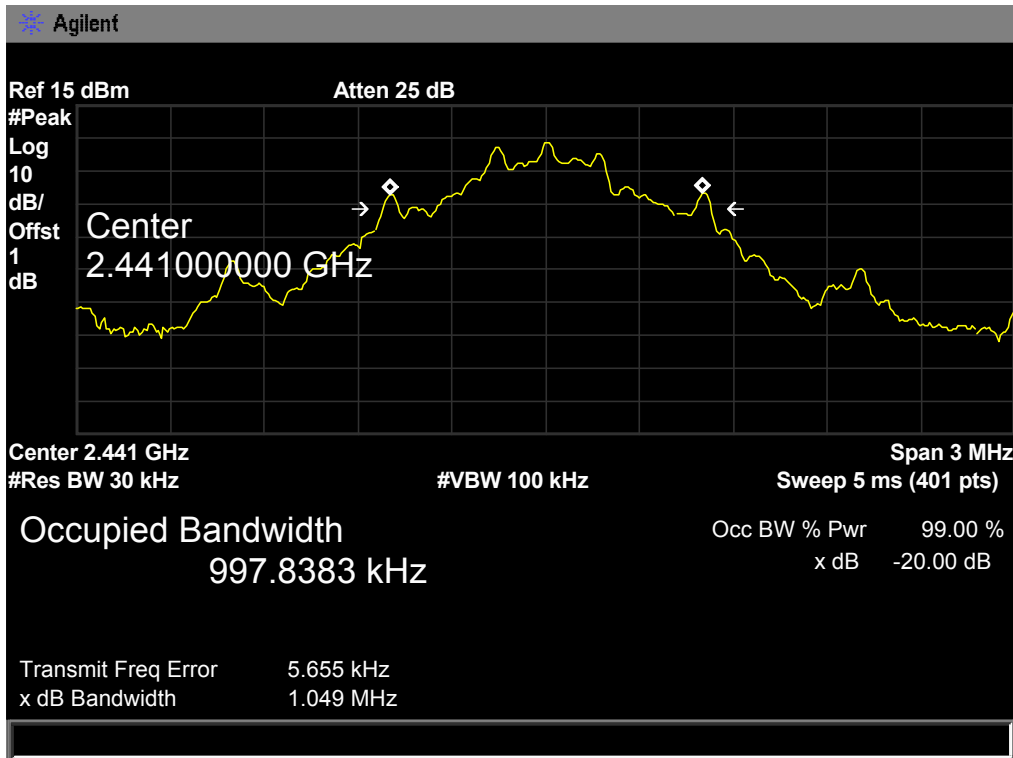 Agilent
Ref 15 dBm Atten 25 dB
#Peak
Log
10
dB/
Offst
1
dB
Center
2.441000000 GHz
Center 2.441 GHz Span 3 MHz
#Res BW 30 kHz #VBW 100 kHz Sweep 5 ms (401 pts)
Occupied Bandwidth Occ BW % Pwr 99.00 %
997.8383 kHz x dB -20.00 dB
Transmit Freq Error 5.655 kHz
x dB Bandwidth 1.049 MHz